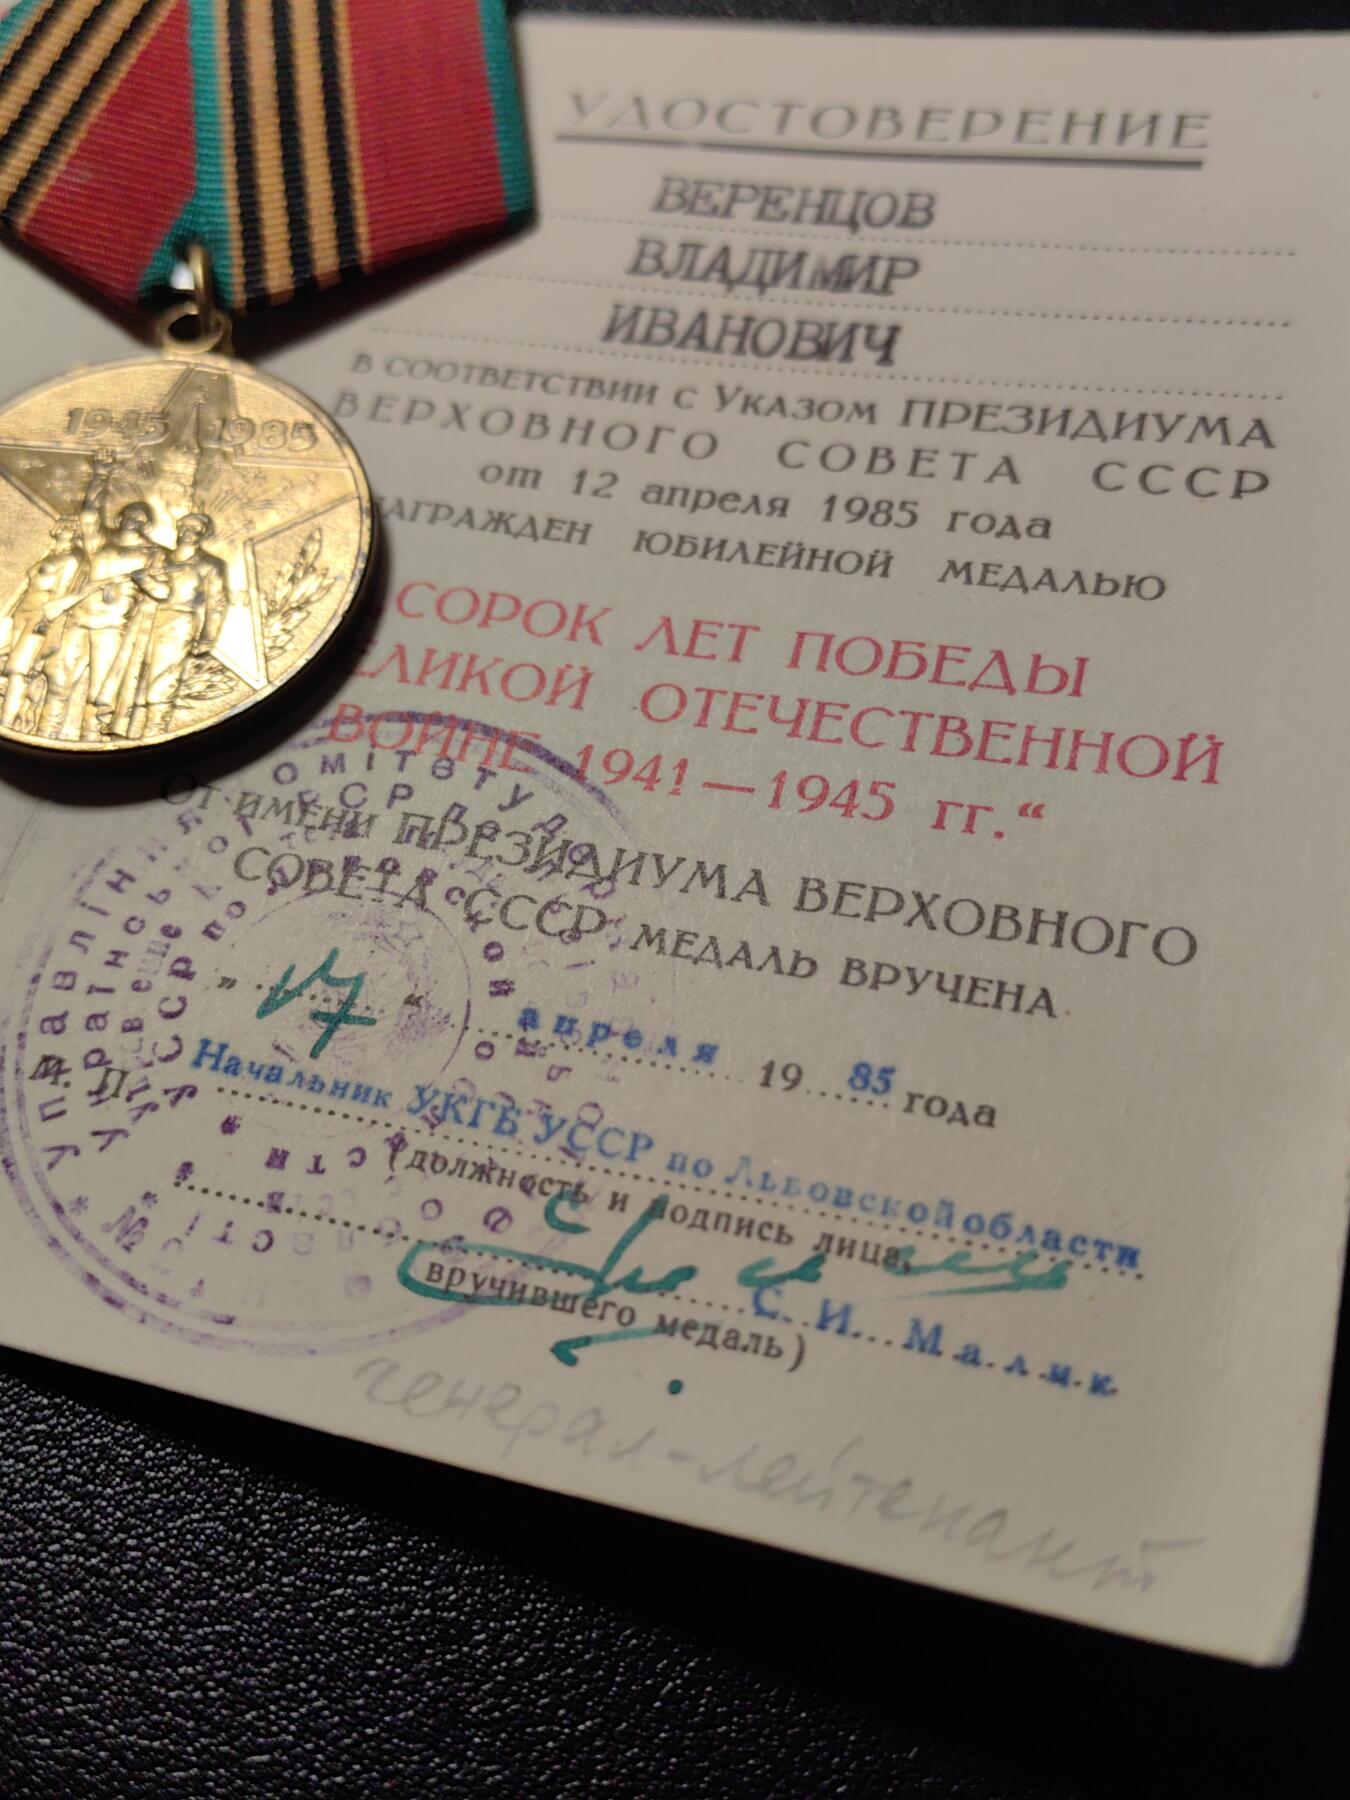 1945 1985
УДОСТОВЕРЕНИЕ
ВЕРЕНЦОВ
ВЛАДИМИР
ИВАНОВИЧ
В СООТВЕТСТВИИ С УКАЗОМ ПРЕЗИДИУМА
ВЕРХОВНОГО СОВЕТА СССР
от 12 апреля 1985 года
НАГРАЖДЕН ЮБИЛЕЙНОЙ МЕДАЛЬЮ
СОРОК ЛЕТ ПОБЕДЫ
ЕЛИКОЙ ОТЕЧЕСТВЕННОЙ
ВОЙНЕ 1941—1945 гг.“
От имени ПРЕЗИДИУМА ВЕРХОВНОГО
СОВЕТА СССР МЕДАЛЬ ВРУЧЕНА
„ 17 “ апреля 1985 года
М. П. Начальник УКГБ УССР по Львовской области
(должность и подпись лица,
С. И. Малик
вручившего медаль)
генерал-лейтенант